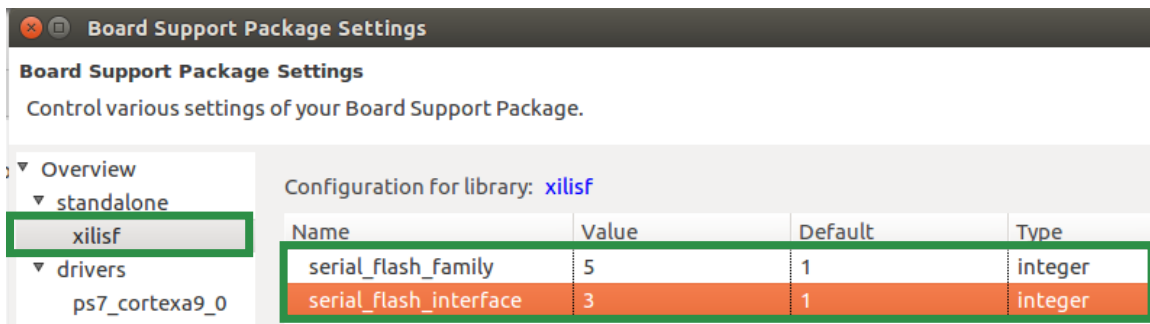 Board Support Package Settings
Board Support Package Settings
Control various settings of your Board Support Package.
Overview
standalone
xilisf
drivers
ps7_cortexa9_0
Configuration for library: xilisf
Name Value Default Type
serial_flash_family 5 1 integer
serial_flash_interface 3 1 integer